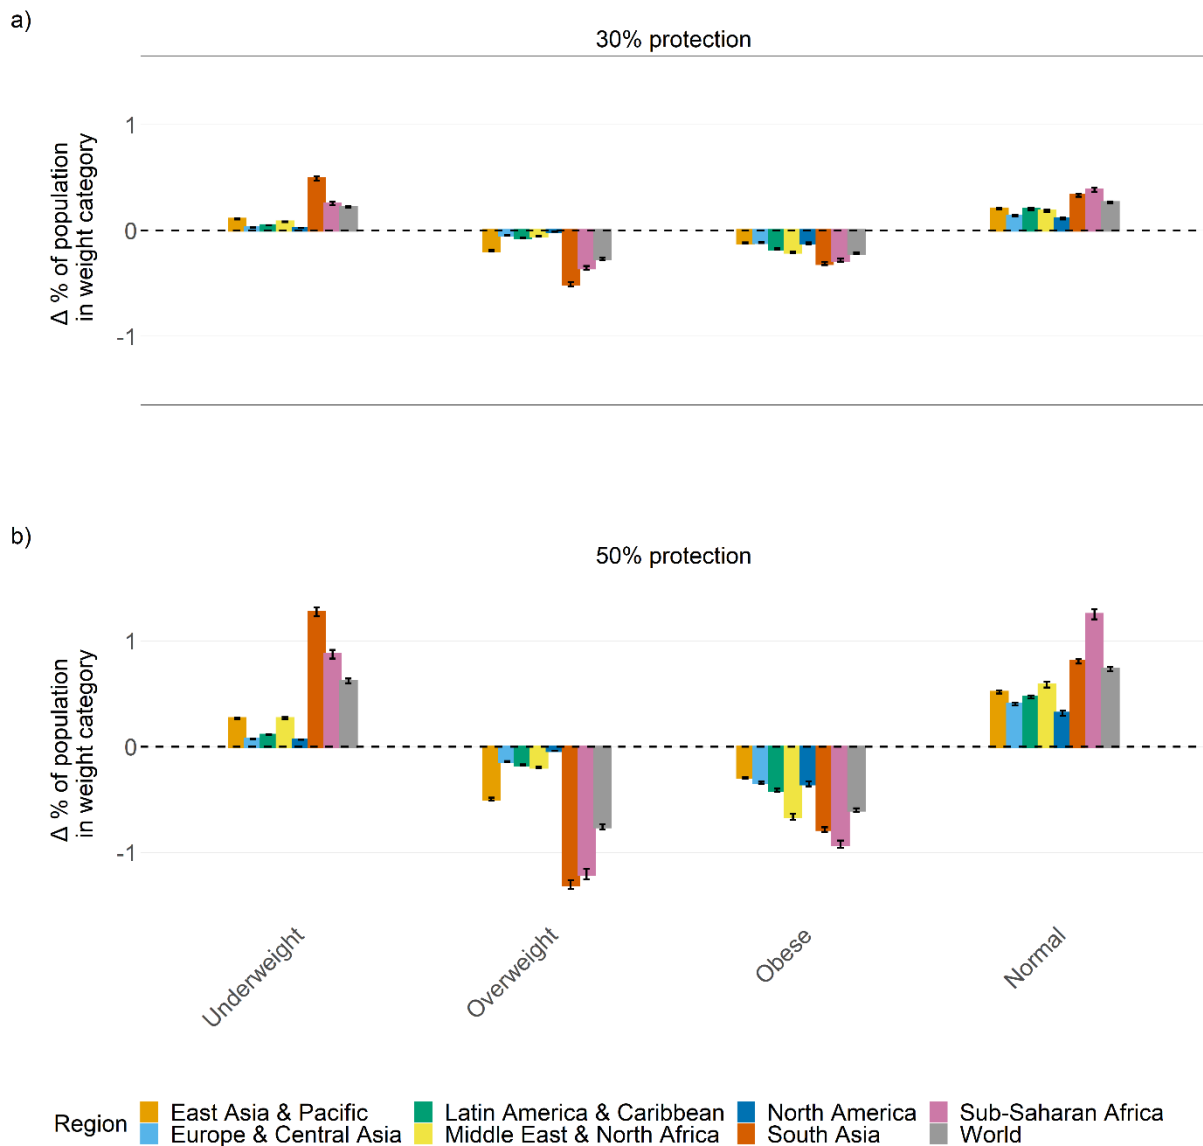 a)
30% protection
Δ % of population
in weight category
1
0
-1
b)
50% protection
Δ % of population
in weight category
1
0
-1
Underweight
Overweight
Obese
Normal
Region
East Asia & Pacific
Latin America & Caribbean
North America
Sub-Saharan Africa
Europe & Central Asia
Middle East & North Africa
South Asia
World